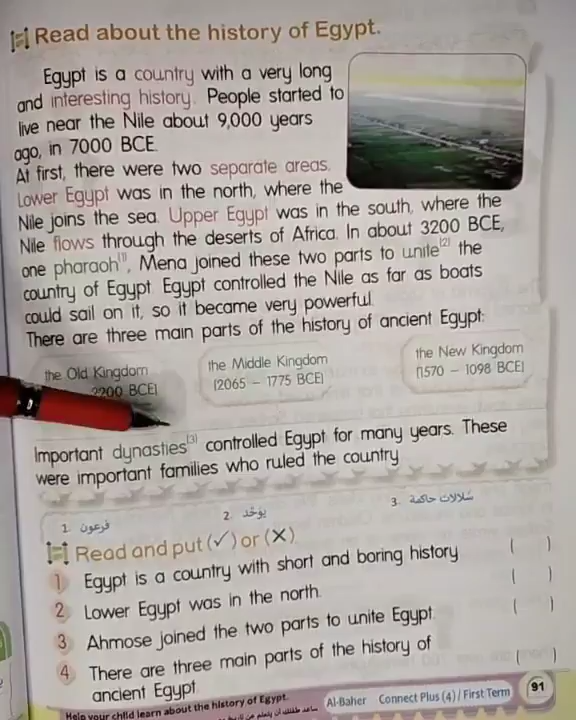 Read about the history of Egypt.
Egypt is a country with a very long
and interesting history. People started to
live near the Nile about 9,000 years
ago, in 7000 BCE.
At first, there were two separate areas.
Lower Egypt was in the north, where the
Nile joins the sea. Upper Egypt was in the south, where the
Nile flows through the deserts of Africa. In about 3200 BCE,
one pharaoh[1], Mena joined these two parts to unite[2] the
country of Egypt. Egypt controlled the Nile as far as boats
could sail on it, so it became very powerful.
There are three main parts of the history of ancient Egypt:
the Old Kingdom
2200 BCE]
the Middle Kingdom
[2065 – 1775 BCE]
the New Kingdom
[1570 – 1098 BCE]
Important dynasties[3] controlled Egypt for many years. These
were important families who ruled the country
1. فرعون
2. يوحّد
3. سُلالات حاكمة
Read and put (✓) or (✗)
1 Egypt is a country with short and boring history ( )
2 Lower Egypt was in the north. ( )
3 Ahmose joined the two parts to unite Egypt. ( )
4 There are three main parts of the history of
ancient Egypt. ( )
Help your child learn about the history of Egypt.
Al-Baher Connect Plus (4) / First Term
91